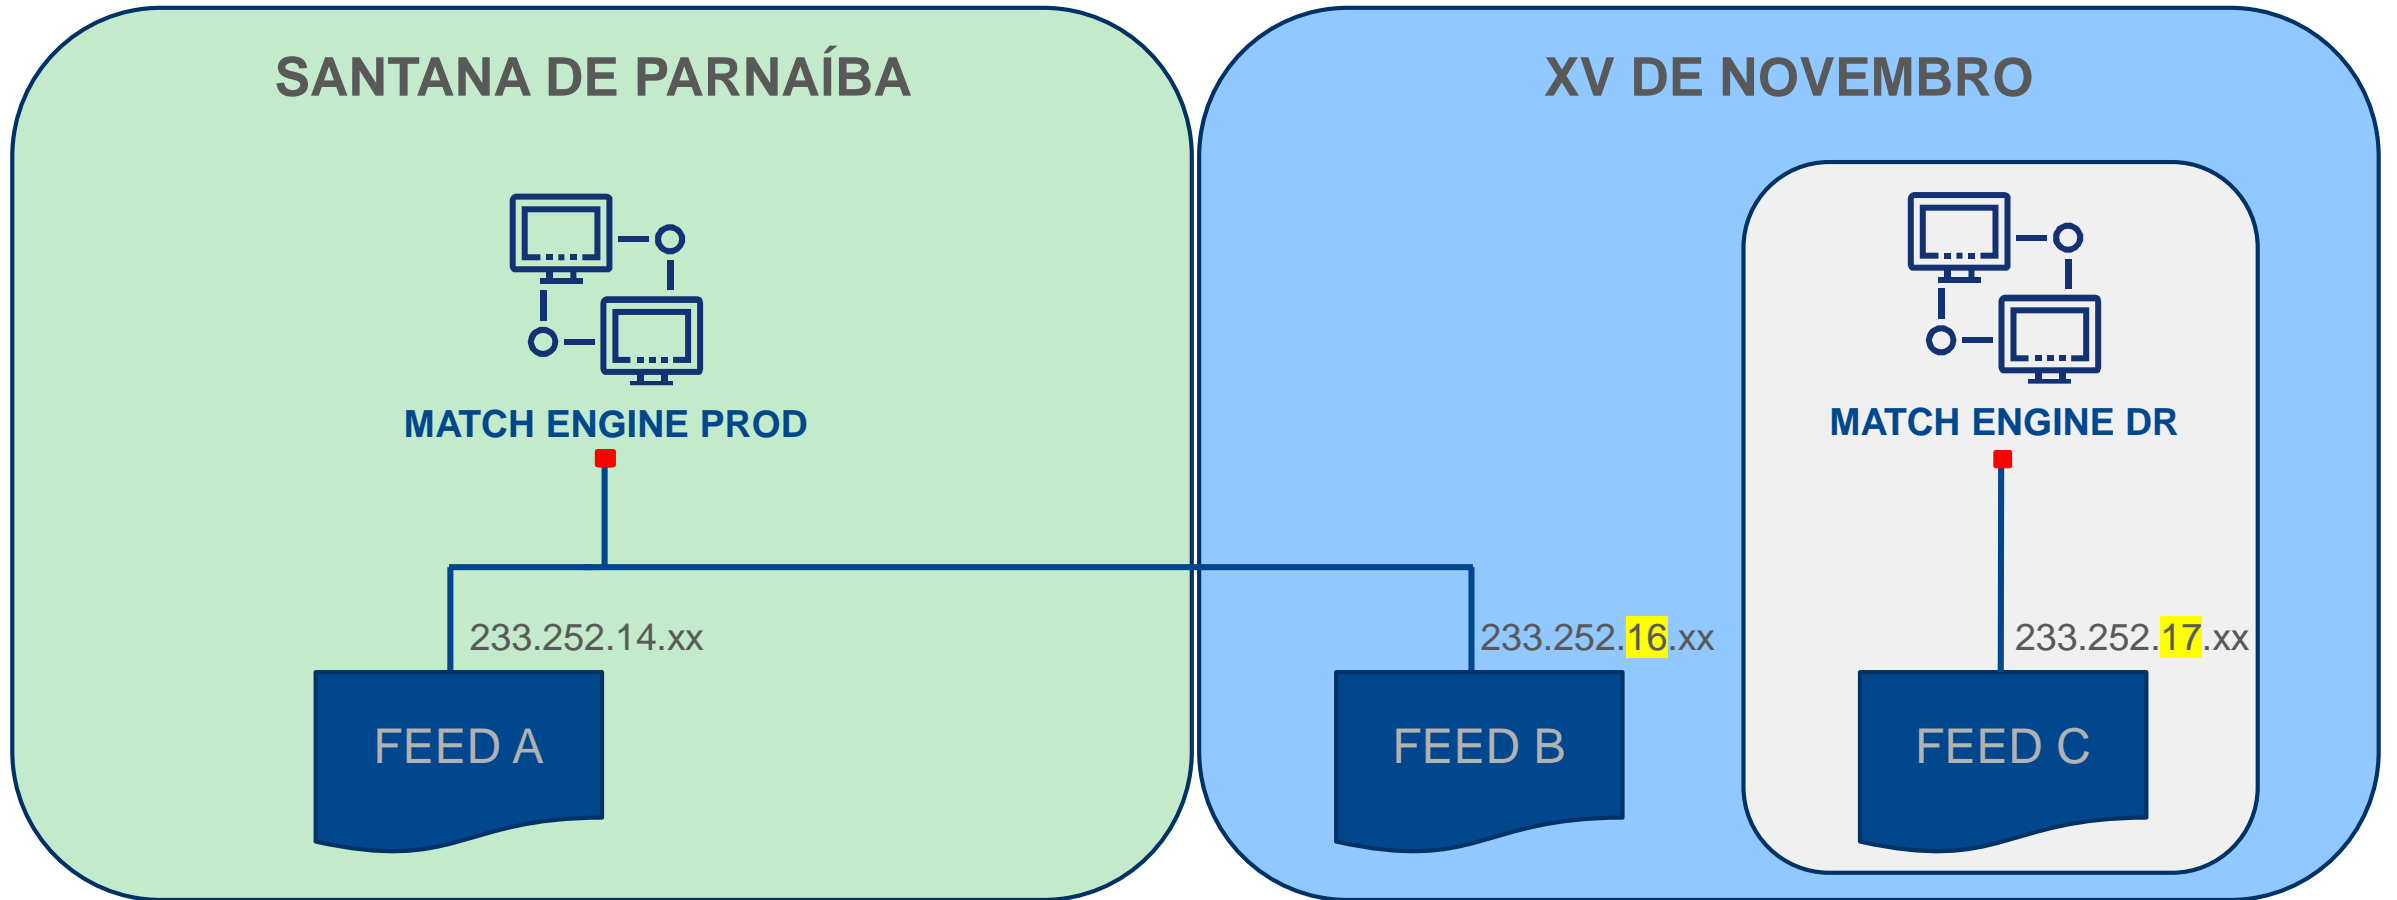 SANTANA DE PARNAÍBA
MATCH ENGINE PROD
233.252.14.xx
FEED A
XV DE NOVEMBRO
233.252.16.xx
FEED B
MATCH ENGINE DR
233.252.17.xx
FEED C